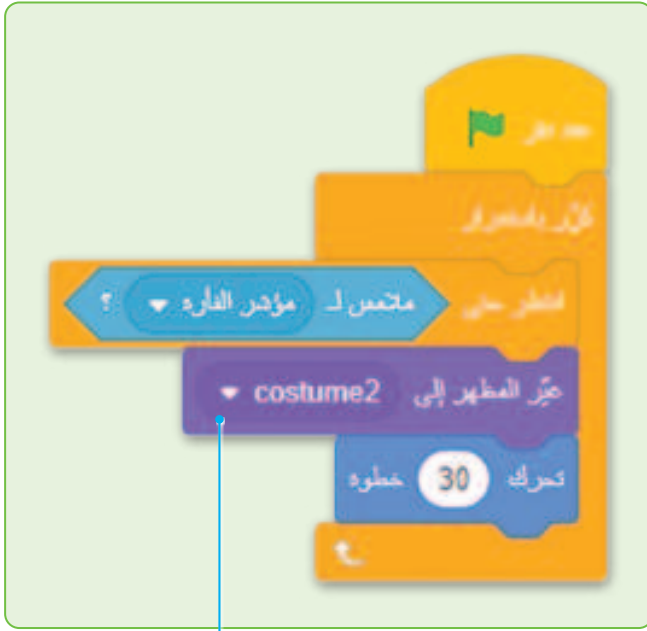 عند نقر
كرّر باستمرار
انتظر حتى ملامس لـ مؤشر الفأرة ؟
غيِّر المظهر إلى costume2
تحرك 30 خطوة